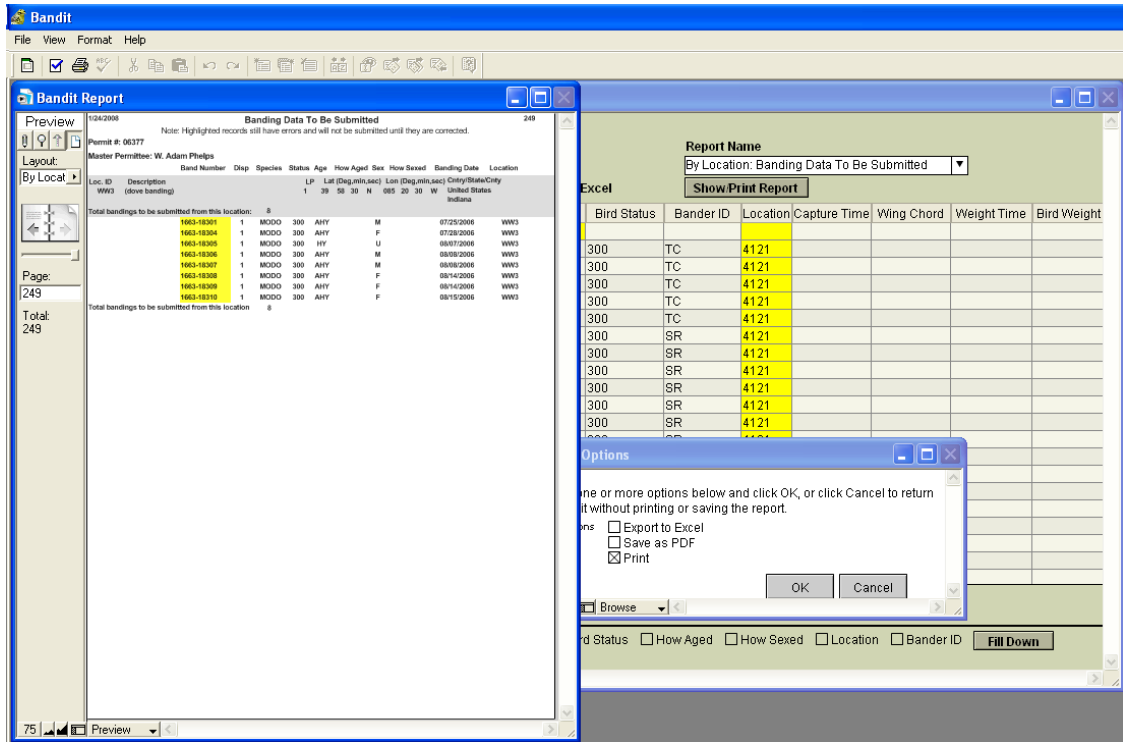 Bandit
File View Format Help
Bandit Report
Preview
Layout:
By Locat
Page:
249
Total:
249
1/24/2008 Banding Data To Be Submitted 249
Note: Highlighted records still have errors and will not be submitted until they are corrected.
Permit #: 06377
Master Permittee: W. Adam Phelps
Band Number Disp Species Status Age How Aged Sex How Sexed Banding Date Location
Loc. ID Description LP Lat (Deg,min,sec) Lon (Deg,min,sec) Cntry/State/Cnty
WW3 (dove banding) 1 39 58 30 N 085 20 30 W United States
Indiana
Total bandings to be submitted from this location: 8
1663-18301 1 MODO 300 AHY M 07/25/2006 WW3
1663-18304 1 MODO 300 AHY F 07/28/2006 WW3
1663-18305 1 MODO 300 HY U 08/07/2006 WW3
1663-18306 1 MODO 300 AHY M 08/08/2006 WW3
1663-18307 1 MODO 300 AHY M 08/08/2006 WW3
1663-18308 1 MODO 300 AHY F 08/14/2006 WW3
1663-18309 1 MODO 300 AHY F 08/14/2006 WW3
1663-18310 1 MODO 300 AHY F 08/15/2006 WW3
Total bandings to be submitted from this location 8
75 Preview
Report Name
By Location: Banding Data To Be Submitted
Excel Show/Print Report
Bird Status Bander ID Location Capture Time Wing Chord Weight Time Bird Weight
300 TC 4121
300 TC 4121
300 TC 4121
300 TC 4121
300 TC 4121
300 SR 4121
300 SR 4121
300 SR 4121
300 SR 4121
300 SR 4121
300 SR 4121
Options
one or more options below and click OK, or click Cancel to return
it without printing or saving the report.
ons Export to Excel
Save as PDF
Print
OK Cancel
Browse
rd Status How Aged How Sexed Location Bander ID Fill Down